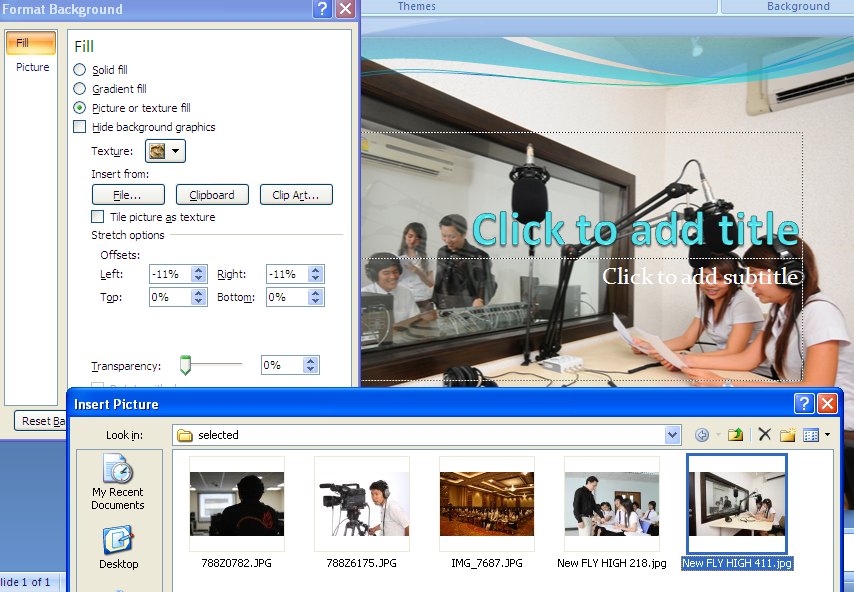 Format Background
Themes
Background
Fill
Picture
Fill
Solid fill
Gradient fill
Picture or texture fill
Hide background graphics
Texture:
Insert from:
File...
Clipboard
Clip Art...
Tile picture as texture
Stretch options
Offsets:
Left: -11% Right: -11%
Top: 0% Bottom: 0%
Transparency: 0%
Reset Ba
Click to add title
Click to add subtitle
Insert Picture
Look in: selected
My Recent
Documents
Desktop
788Z0782.JPG
788Z6175.JPG
IMG_7687.JPG
New FLY HIGH 218.jpg
New FLY HIGH 411.jpg
lide 1 of 1